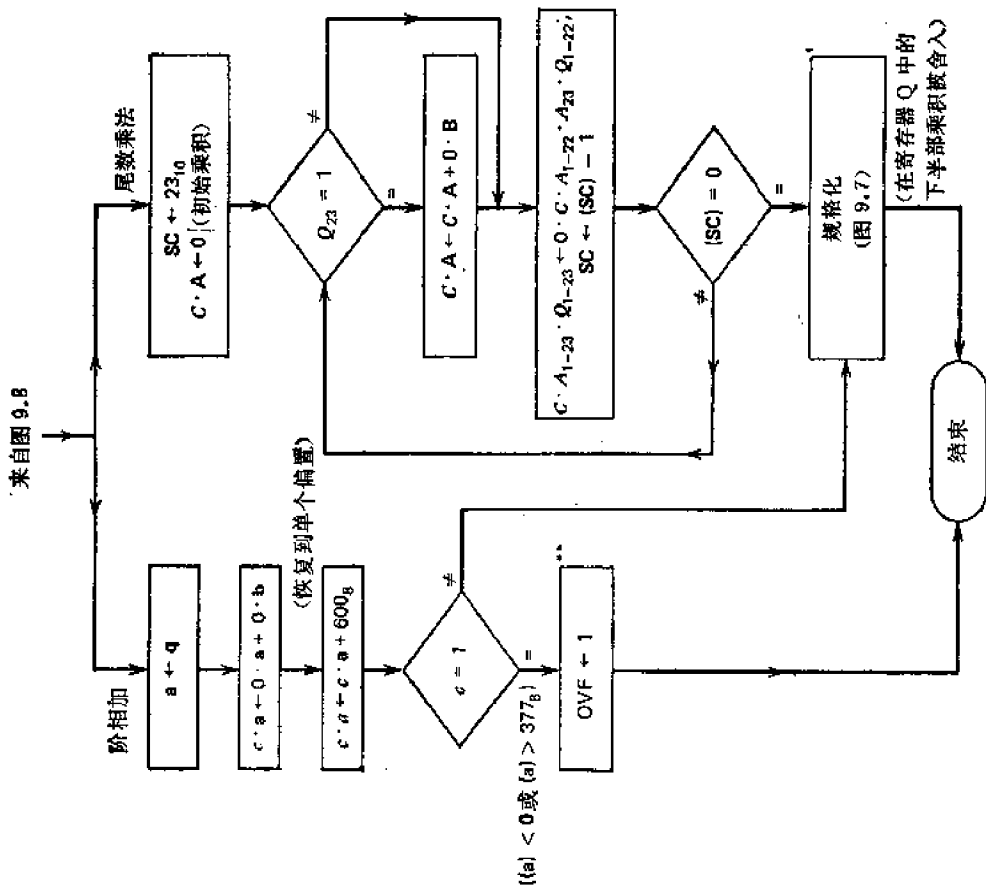 来自图 9.8
阶相加
a ← q
c · a ← 0 · a + 0 · b
(恢复到单个偏置)
c · a ← c · a + 600₈
c = 1
≠
=
[(a) < 0 或 (a) > 377₈]
OVF ← 1
**
尾数乘法
SC ← 23₁₀
C · A ← 0 (初始乘积)
Q₂₃ = 1
≠
=
C · A ← C · A + 0 · B
C · A₁₋₂₃ · Q₁₋₂₃ ← 0 · C · A₁₋₂₂ · A₂₃ · Q₁₋₂₂;
SC ← (SC) − 1
(SC) = 0
≠
=
规格化
(图 9.7)
(在寄存器 Q 中的
下半部乘积被舍入)
结束